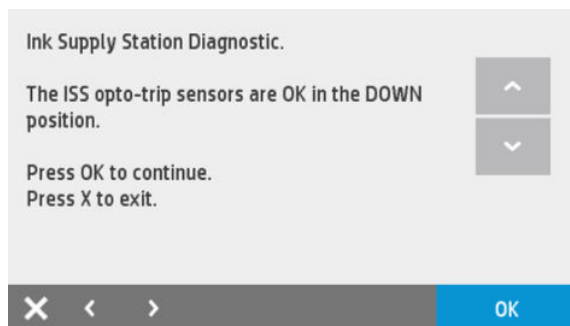 Ink Supply Station Diagnostic.
The ISS opto-trip sensors are OK in the DOWN
position.
Press OK to continue.
Press X to exit.
OK